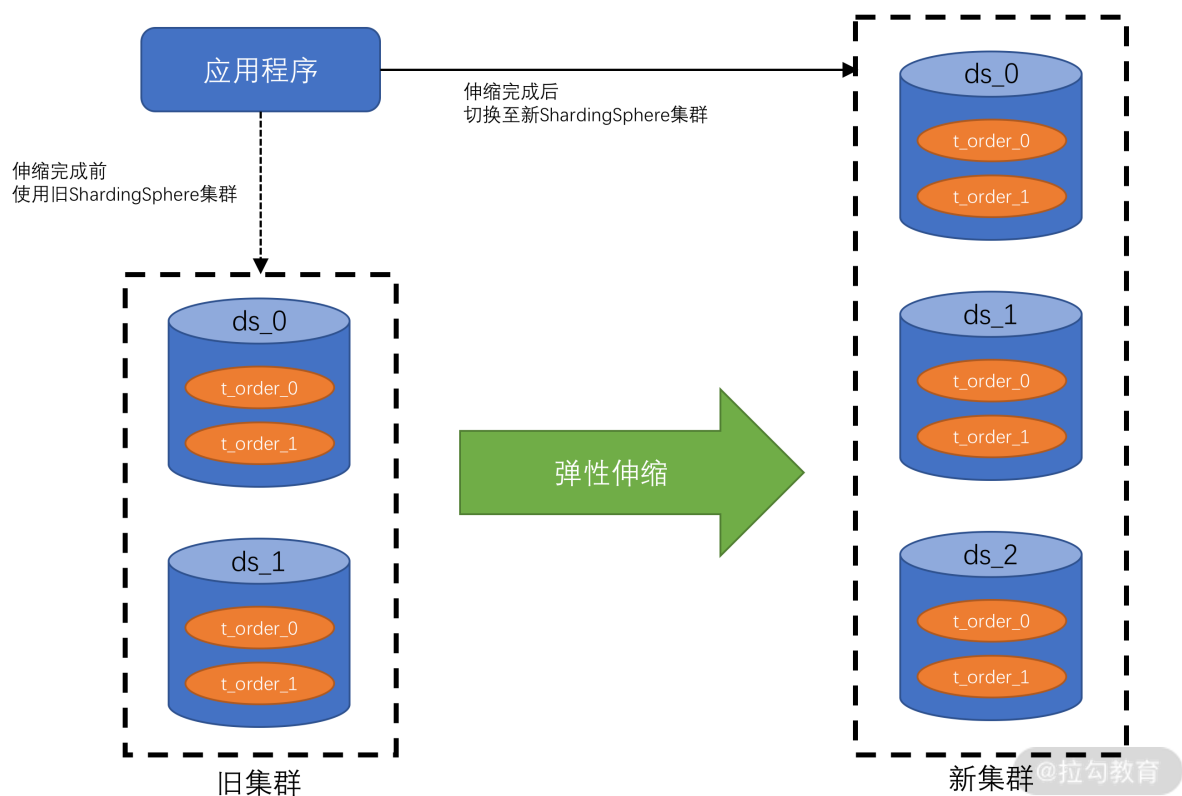 应用程序
伸缩完成后
切换至新ShardingSphere集群
伸缩完成前
使用旧ShardingSphere集群
ds_0
t_order_0
t_order_1
ds_1
t_order_0
t_order_1
旧集群
弹性伸缩
ds_0
t_order_0
t_order_1
ds_1
t_order_0
t_order_1
ds_2
t_order_0
t_order_1
新集群
@拉勾教育